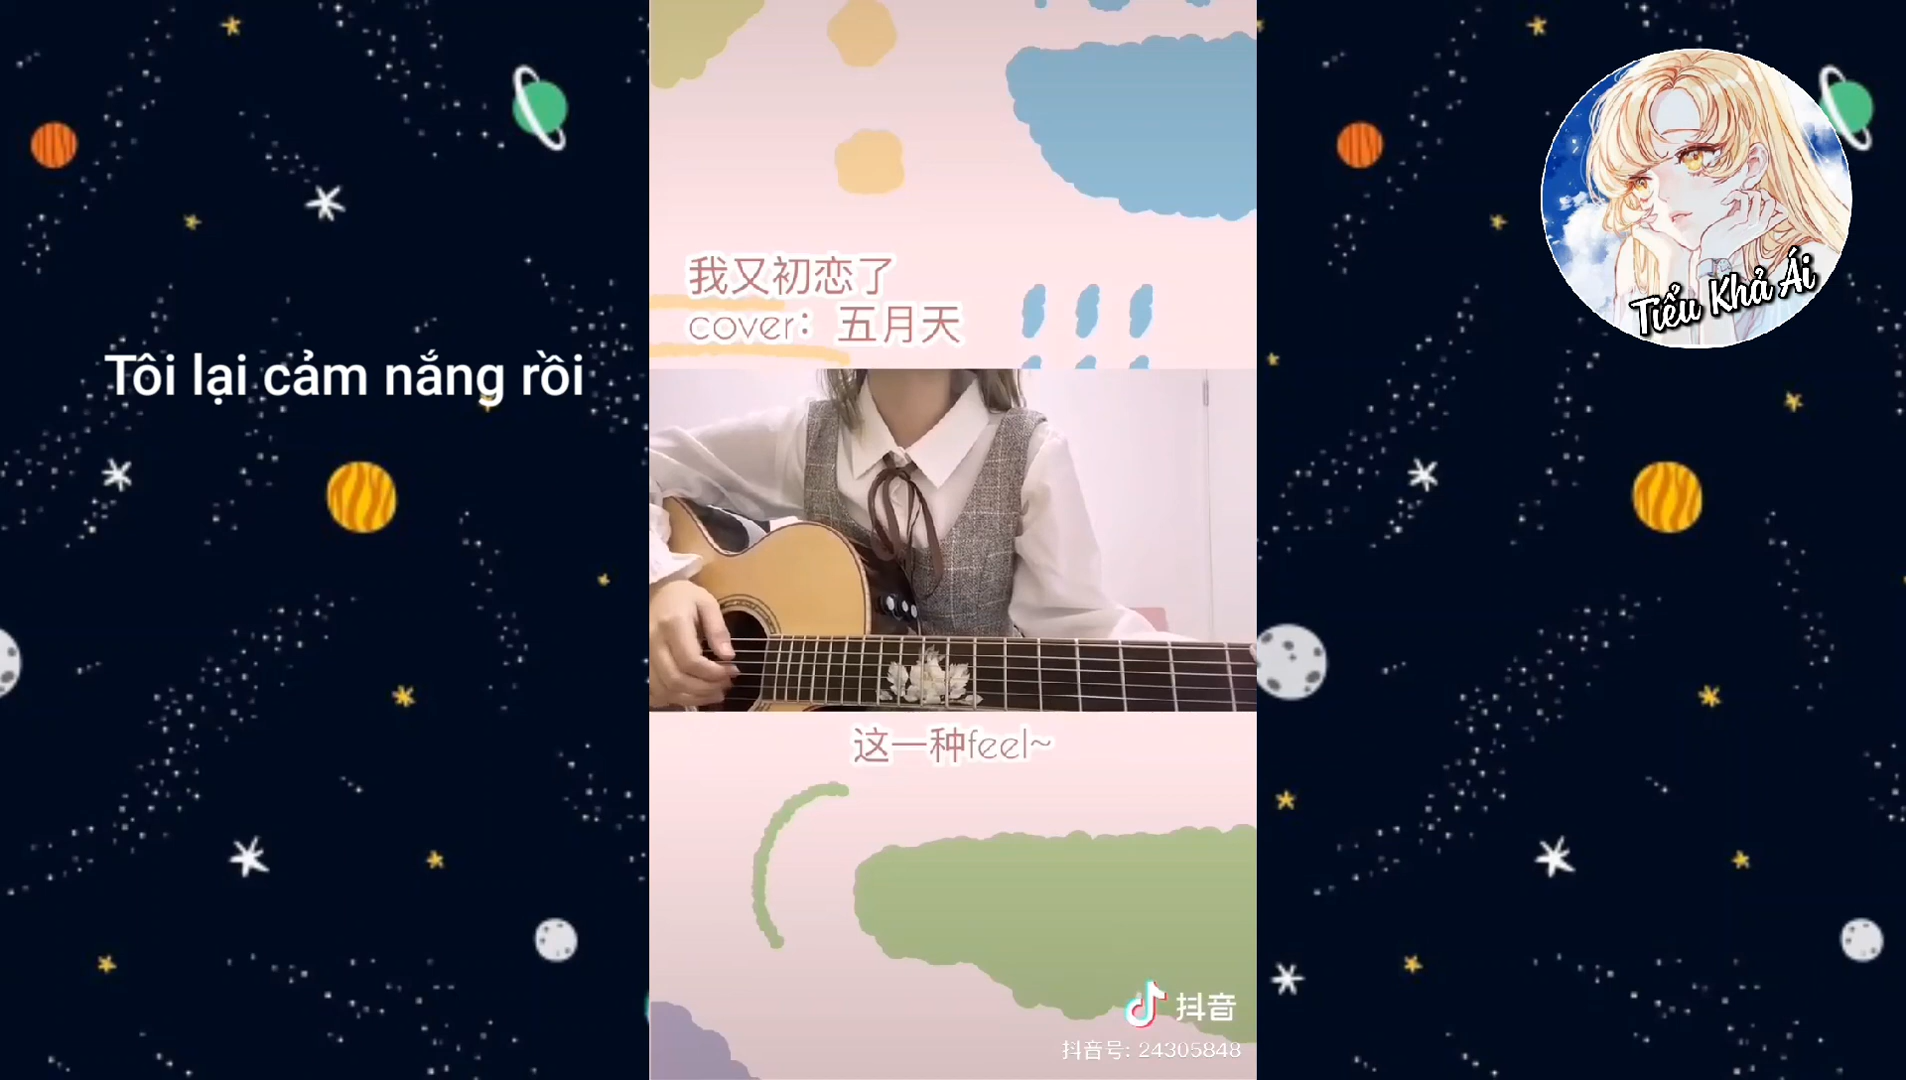 Tôi lại cảm nắng rồi
我又初恋了
cover：五月天
Tiểu Khả Ái
这一种feel~
抖音
抖音号: 24305848